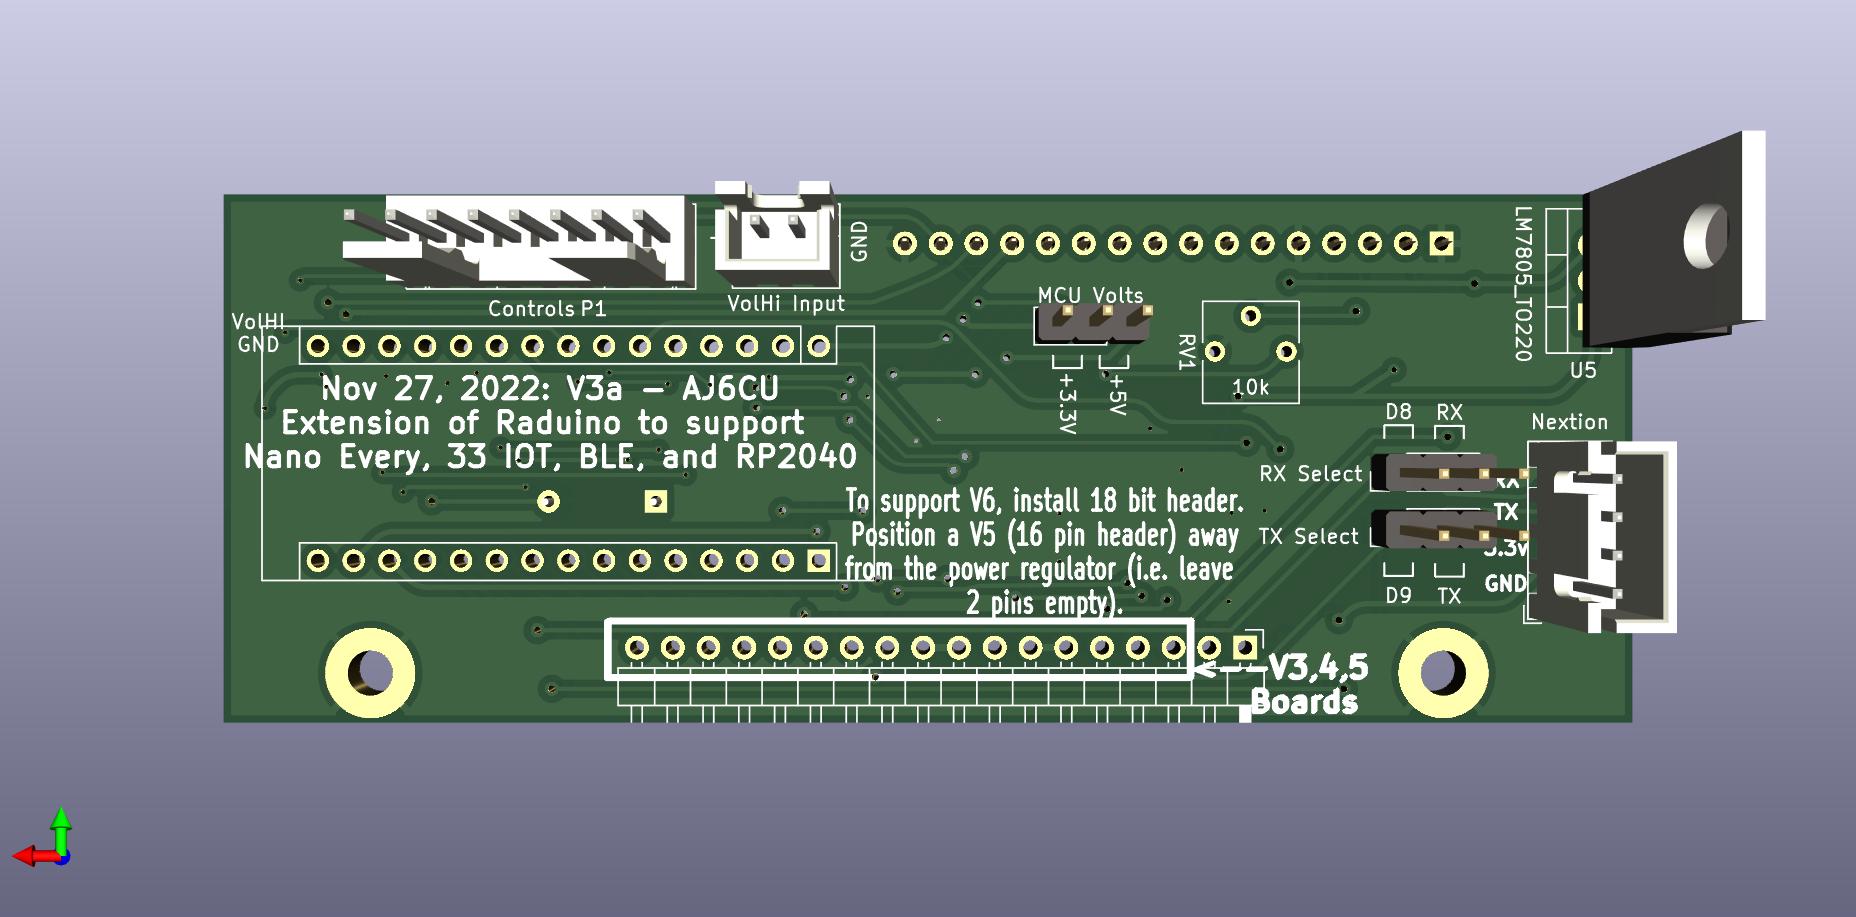 GND
LM7805_TO220
Controls P1
VolHi Input
MCU Volts
VolHI
GND
RV1
U5
+3.3V
+5V
10k
Nov 27, 2022: V3a - AJ6CU
Extension of Raduino to support
Nano Every, 33 IOT, BLE, and RP2040
D8
RX
Nextion
RX Select
RX
To support V6, install 18 bit header.
Position a V5 (16 pin header) away
from the power regulator (i.e. leave
2 pins empty).
TX
TX Select
3.3v
GND
D9
TX
<—V3,4,5
Boards